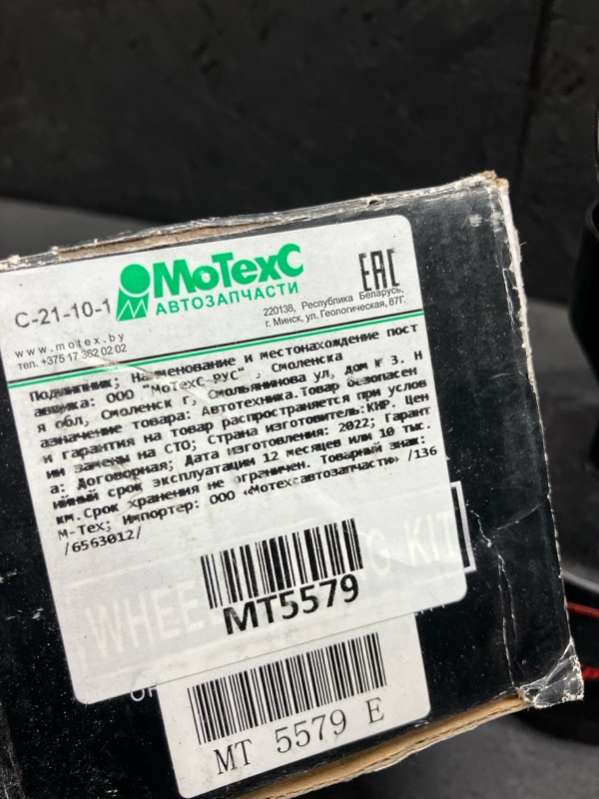 МоТехС
АВТОЗАПЧАСТИ
С-21-10-1
EAC
220138, Республика Беларусь,
г. Минск, ул. Геологическая, 87Г.
www.motex.by
тел. +375 17 362 02 02
Подшипник; Наименование и местонахождение пост
авщика: ООО "МоТехС-РУС" , Смоленска
я обл, Смоленск г, Смольянинова ул, дом № 3. Н
азначение товара: Автотехника.Товар безопасен
и гарантия на товар распространяется при услов
ии замены на СТО; Страна изготовитель:КНР. Цен
а: Договорная; Дата изготовления: 2022; Гарант
ийный срок эксплуатации 12 месяцев или 10 тыс.
км.Срок хранения не ограничен. Товарный знак:
М-Тех; Импортер: ООО «Мотехсавтозапчасти» /136
/6563012/
MT5579
WHEEL KIT
MT 5579 E